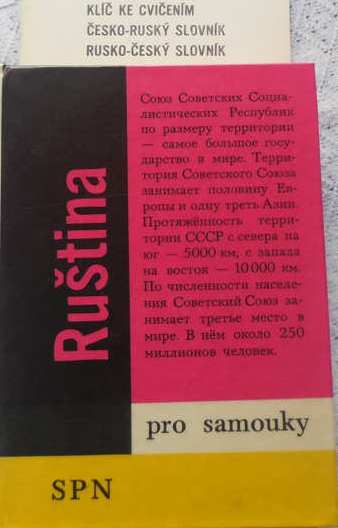 KLÍČ KE CVIČENÍM
ČESKO-RUSKÝ SLOVNÍK
RUSKO-ČESKÝ SLOVNÍK
Союз Советских Социа-
листических Республик
по размеру территории
— самое большое госу-
дарство в мире. Терри-
тория Советского Союза
занимает половину Ев-
ропы и одну треть Азии.
Протяжённость терри-
тории СССР с севера на
юг — 5000 км, с запада
на восток — 10 000 км.
По численности населе-
ния Советский Союз за-
нимает третье место в
мире. В нём около 250
миллионов человек.
Ruština
pro samouky
SPN